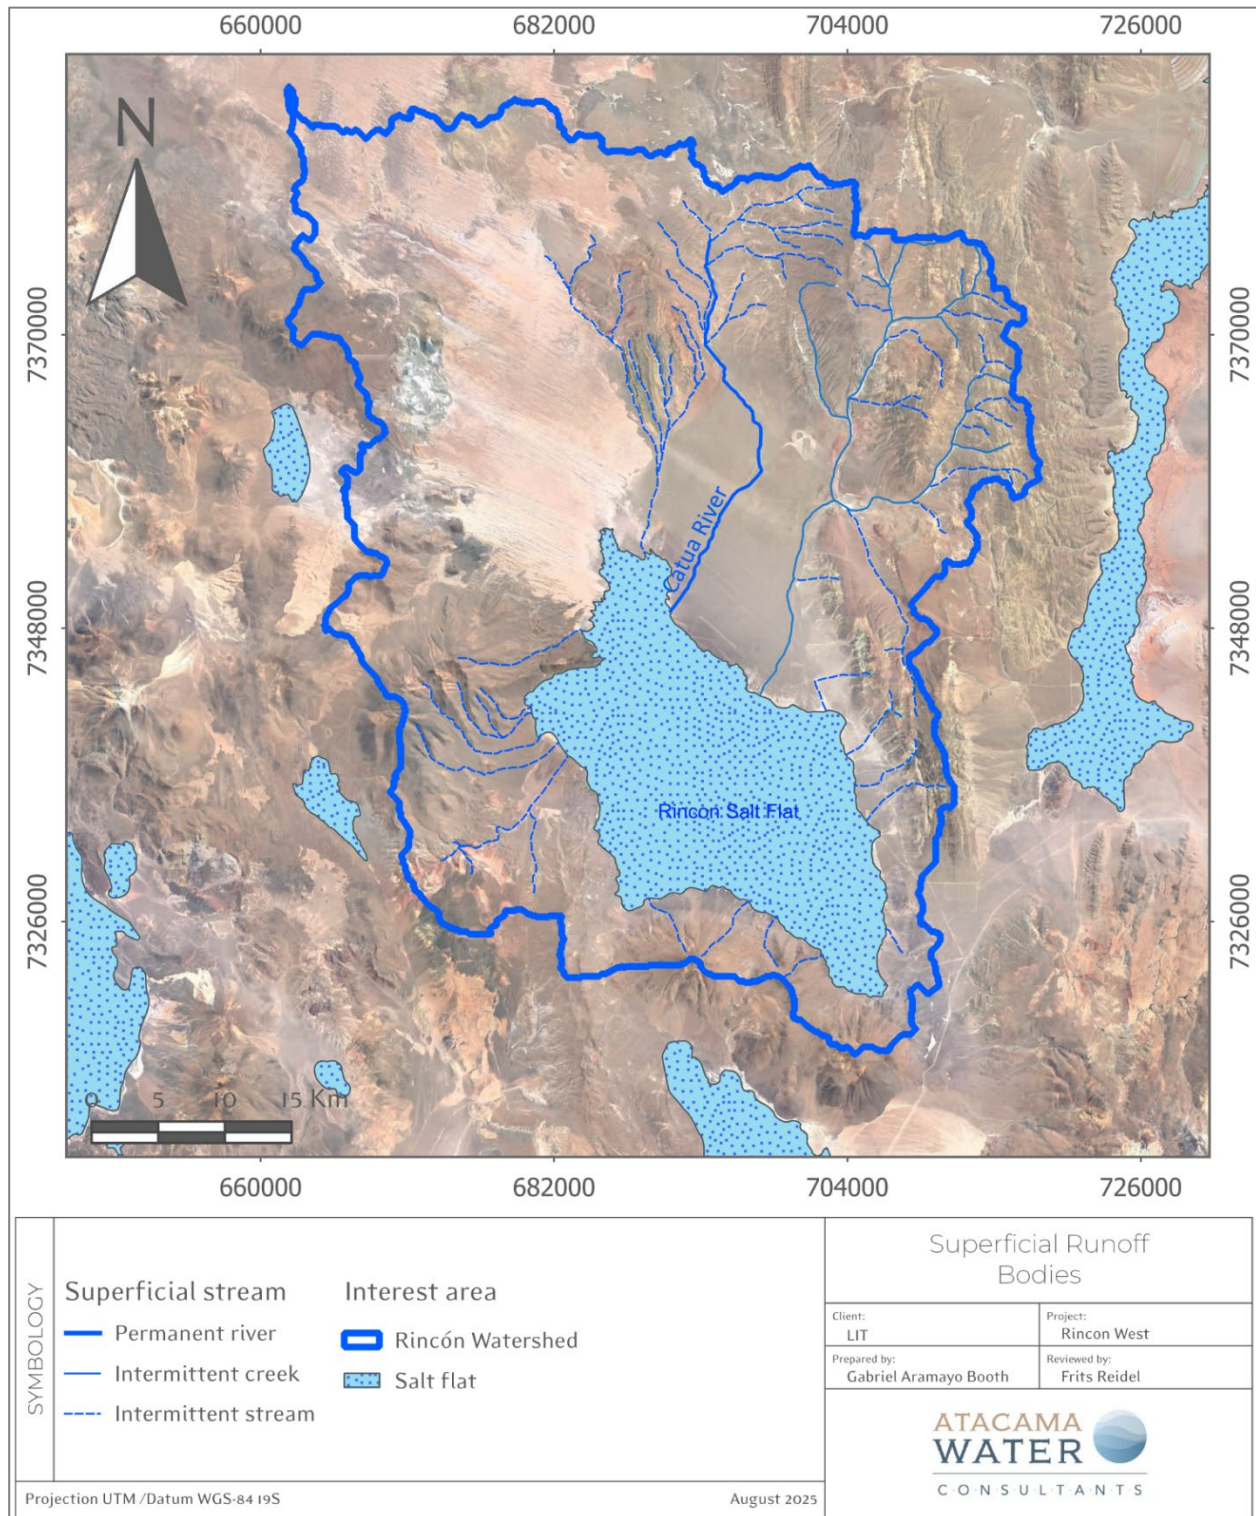 660000 682000 704000 726000
N
7370000 7370000
Catua River
7348000 7348000
Rincon Salt Flat
7326000 7326000
0 5 10 15 Km
660000 682000 704000 726000
SYMBOLOGY
Superficial stream
Permanent river
Intermittent creek
Intermittent stream
Interest area
Rincón Watershed
Salt flat
Superficial Runoff
Bodies
Client:
LIT
Project:
Rincon West
Prepared by:
Gabriel Aramayo Booth
Reviewed by:
Frits Reidel
ATACAMA
WATER
C·O·N·S·U·L·T·A·N·T·S
Projection UTM /Datum WGS-84 19S
August 2025